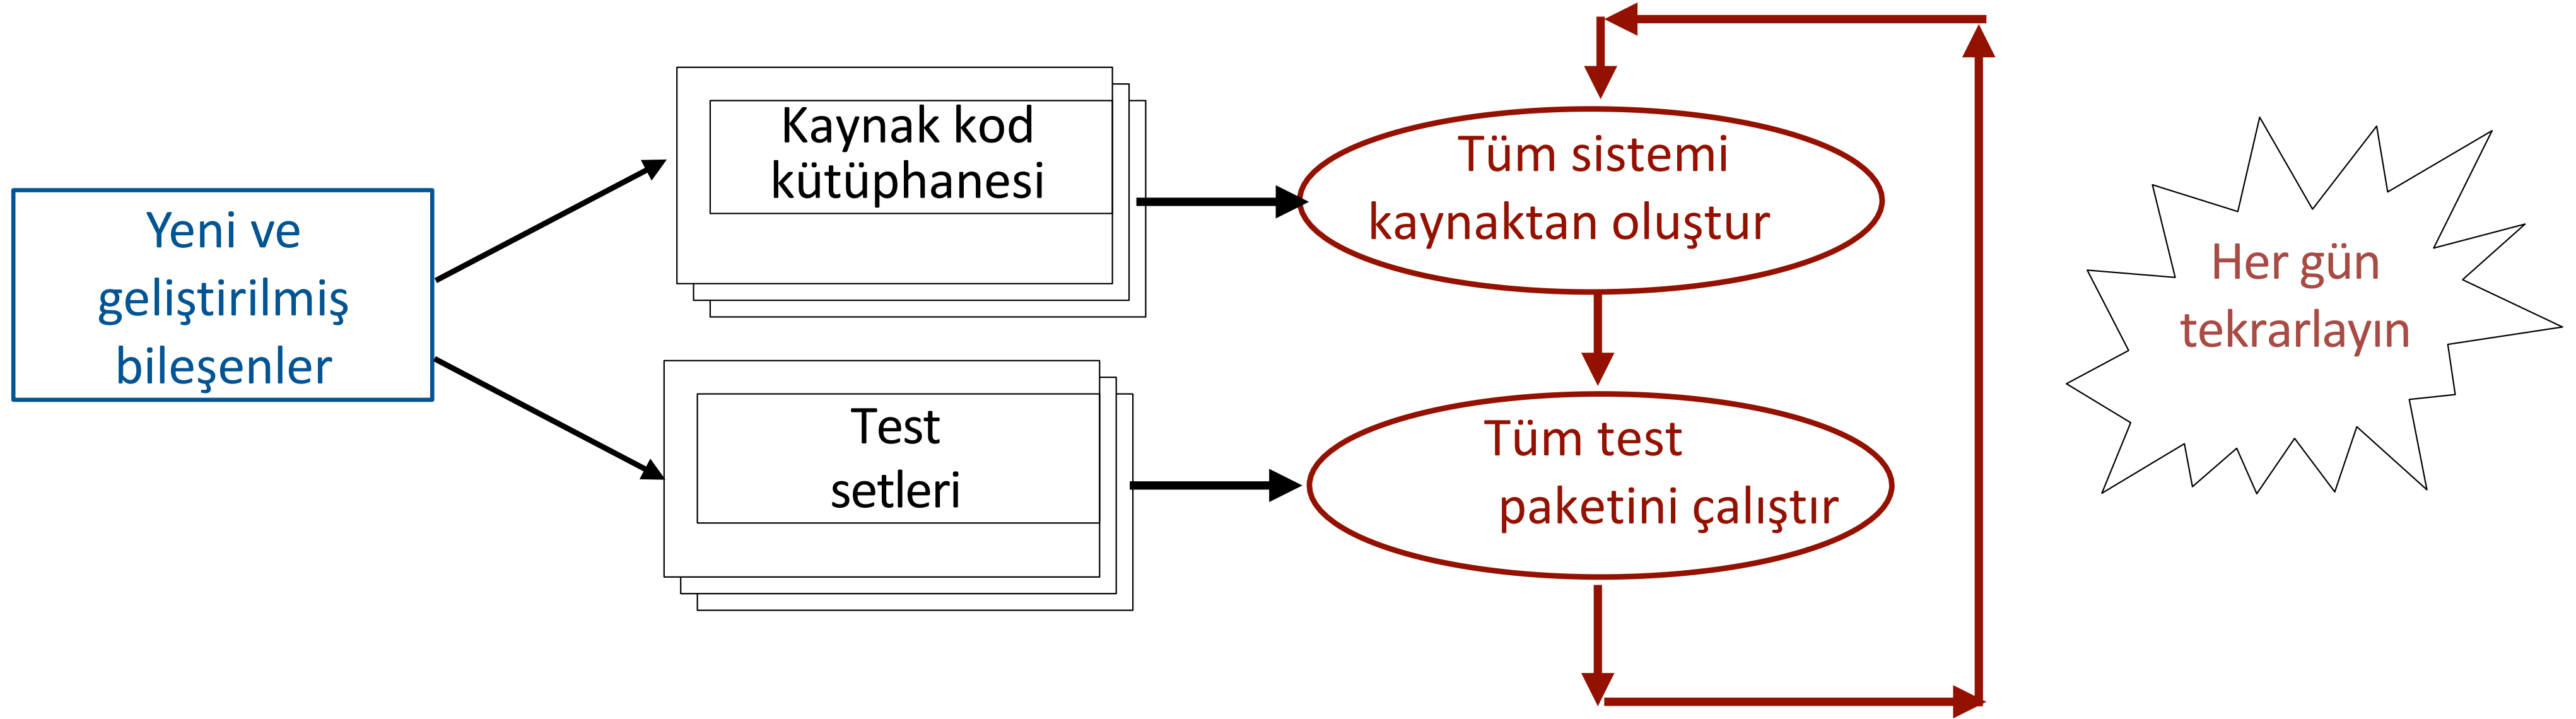 Yeni ve
geliştirilmiş
bileşenler
Kaynak kod
kütüphanesi
Test
setleri
Tüm sistemi
kaynaktan oluştur
Tüm test
paketini çalıştır
Her gün
tekrarlayın